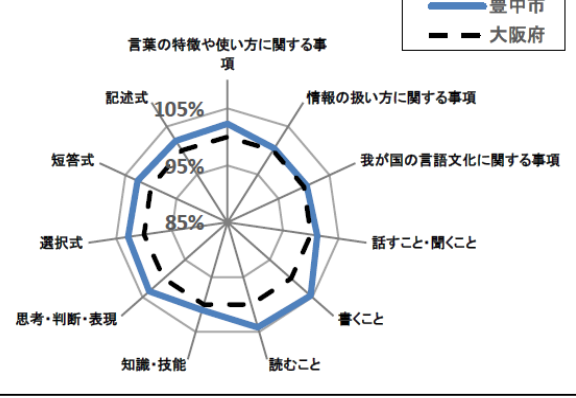 豊中市
大阪府
言葉の特徴や使い方に関する事
項
記述式
105%
情報の扱い方に関する事項
短答式
95%
我が国の言語文化に関する事項
85%
選択式
話すこと・聞くこと
思考・判断・表現
書くこと
知識・技能
読むこと